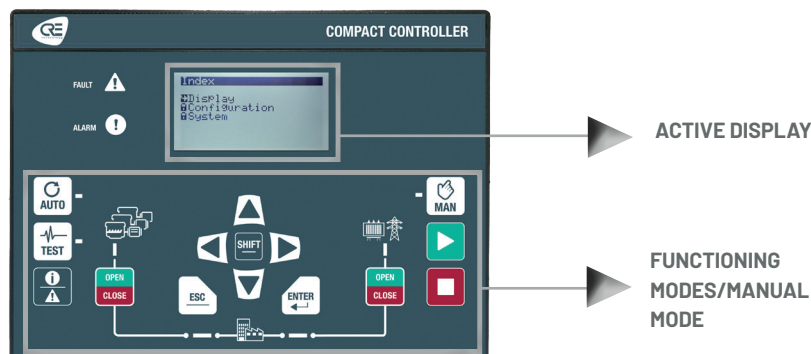 CRE
COMPACT CONTROLLER
FAULT
ALARM
Index
Display
Configuration
System
ACTIVE DISPLAY
AUTO
MAN
TEST
SHIFT
OPEN
CLOSE
ESC
ENTER
OPEN
CLOSE
FUNCTIONING
MODES/MANUAL
MODE